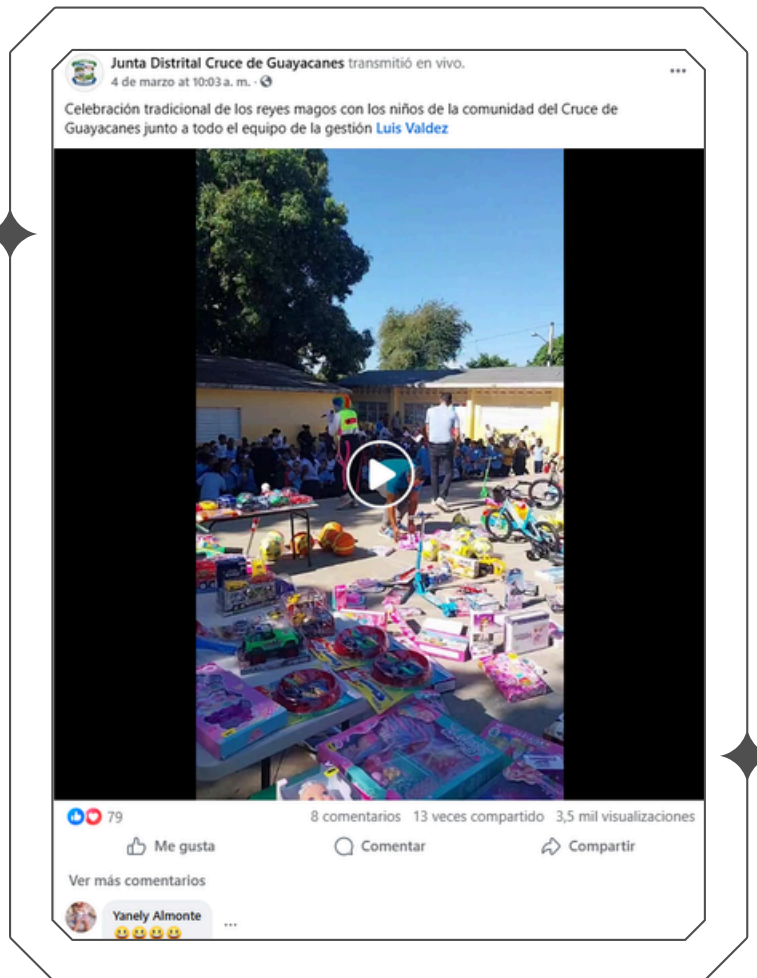 Junta Distrital Cruce de Guayacanes transmitió en vivo.
4 de marzo at 10:03 a. m. ·
Celebración tradicional de los reyes magos con los niños de la comunidad del Cruce de
Guayacanes junto a todo el equipo de la gestión Luis Valdez
79
8 comentarios 13 veces compartido 3,5 mil visualizaciones
Me gusta Comentar Compartir
Ver más comentarios
Yanely Almonte